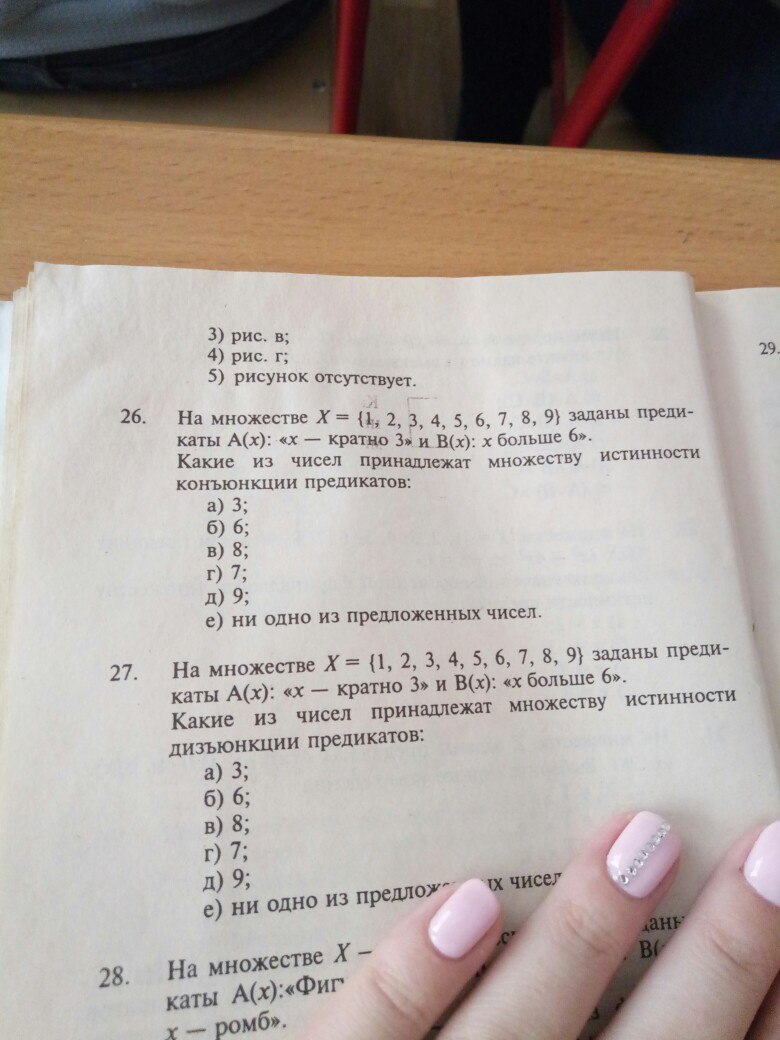 3) рис. в;
4) рис. г;
5) рисунок отсутствует.
26. На множестве X = {1, 2, 3, 4, 5, 6, 7, 8, 9} заданы преди-
каты A(x): «x — кратно 3» и B(x): x больше 6».
Какие из чисел принадлежат множеству истинности
конъюнкции предикатов:
а) 3;
б) 6;
в) 8;
г) 7;
д) 9;
е) ни одно из предложенных чисел.
27. На множестве X = {1, 2, 3, 4, 5, 6, 7, 8, 9} заданы преди-
каты A(x): «x — кратно 3» и B(x): «x больше 6».
Какие из чисел принадлежат множеству истинности
дизъюнкции предикатов:
а) 3;
б) 6;
в) 8;
г) 7;
д) 9;
е) ни одно из
28. На множестве X
каты A(x):
x — ромб».
29.